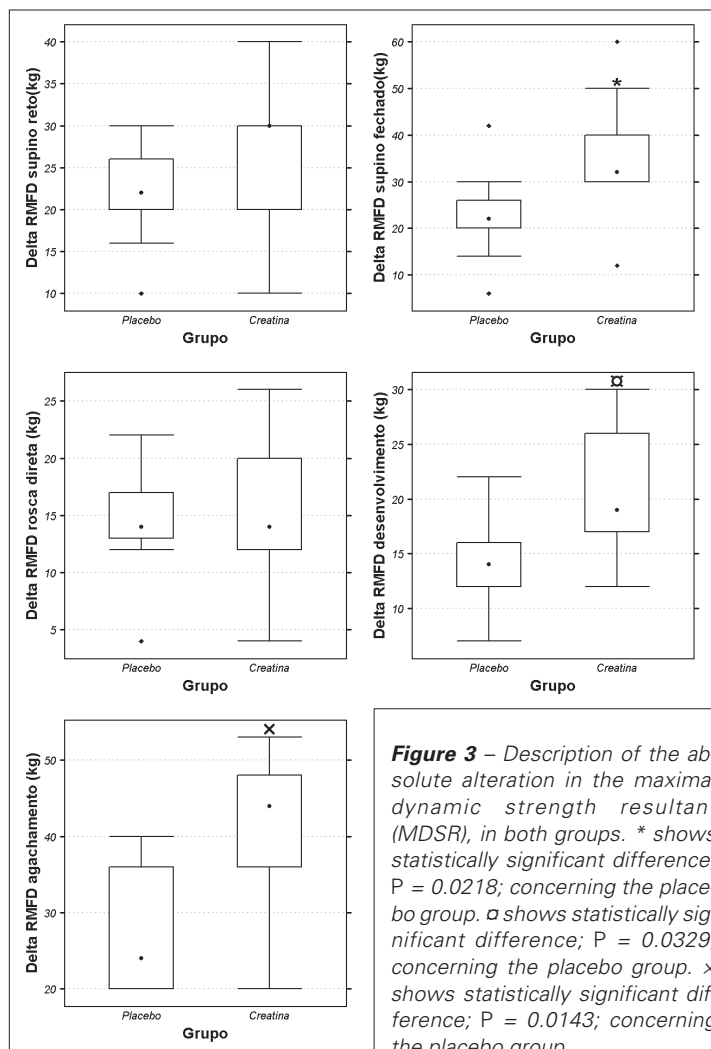 Delta RMFD supino reto(kg)
40
35
30
25
20
15
10
Placebo
Creatina
Grupo
Delta RMFD supino fechado(kg)
60
50
40
30
20
10
*
Placebo
Creatina
Grupo
Delta RMFD rosca direta (kg)
25
20
15
10
5
Placebo
Creatina
Grupo
Delta RMFD desenvolvimento (kg)
30
25
20
15
10
¤
Placebo
Creatina
Grupo
Delta RMFD agachamento (kg)
50
40
30
20
×
Placebo
Creatina
Grupo
Figure 3 – Description of the ab-
solute alteration in the maximal
dynamic strength resultan
(MDSR), in both groups. * shows
statistically significant difference
P = 0.0218; concerning the place-
bo group. ¤ shows statistically sig-
nificant difference; P = 0.0329
concerning the placebo group. ×
shows statistically significant dif-
ference; P = 0.0143; concerning
the placebo group